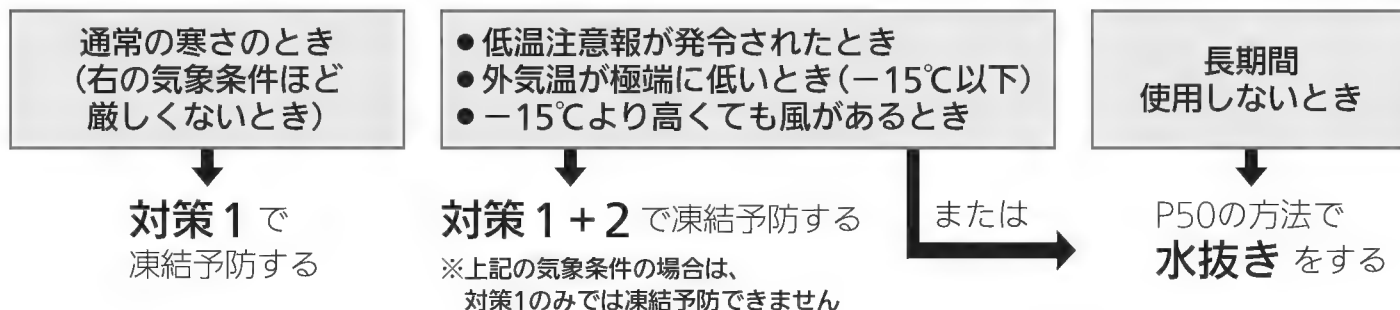 通常の寒さのとき
(右の気象条件ほど
厳しくないとき)
対策1で
凍結予防する
●低温注意報が発令されたとき
●外気温が極端に低いとき(−15℃以下)
●−15℃より高くても風があるとき
対策1+2で凍結予防する
※上記の気象条件の場合は、
対策1のみでは凍結予防できません
または
長期間
使用しないとき
P50の方法で
水抜きをする